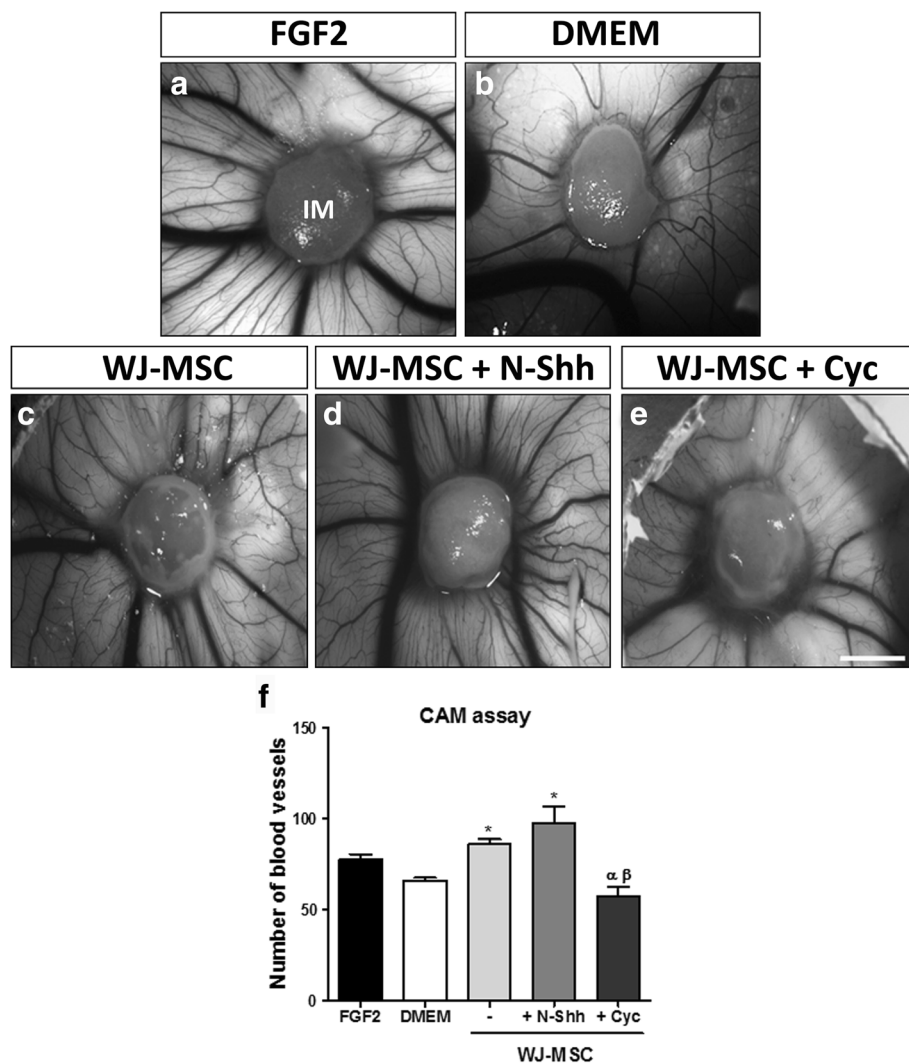 FGF2
DMEM
a
IM
b
WJ-MSC
WJ-MSC + N-Shh
WJ-MSC + Cyc
c
d
e
f
CAM assay
Number of blood vessels
150
100
50
0
*
*
α β
FGF2
DMEM
-
+ N-Shh
+ Cyc
WJ-MSC